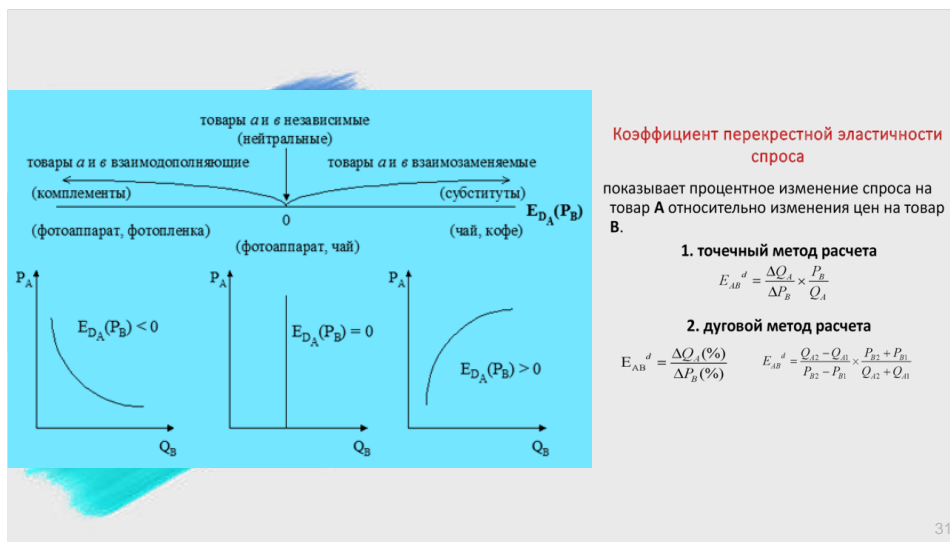 товары а и в независимые
(нейтральные)
товары а и в взаимодополняющие
товары а и в взаимозаменяемые
(комплементы)
(субституты)
0
E_{D_A}(P_B)
(фотоаппарат, фотопленка)
(фотоаппарат, чай)
(чай, кофе)
P_A
E_{D_A}(P_B) < 0
Q_B
P_A
E_{D_A}(P_B) = 0
Q_B
P_A
E_{D_A}(P_B) > 0
Q_B
Коэффициент перекрестной эластичности
спроса
показывает процентное изменение спроса на
товар А относительно изменения цен на товар
В.
1. точечный метод расчета
E_{AB}^d = ΔQ_A / ΔP_B × P_B / Q_A
2. дуговой метод расчета
E_{AB}^d = ΔQ_A(%) / ΔP_B(%)
E_{AB}^d = (Q_{A2} − Q_{A1}) / (P_{B2} − P_{B1}) × (P_{B2} + P_{B1}) / (Q_{A2} + Q_{A1})
31